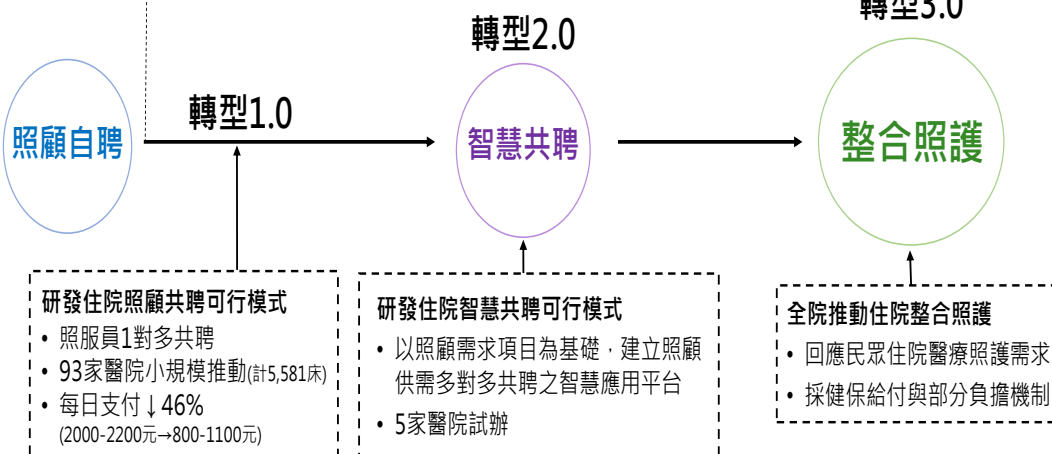 轉型3.0
轉型2.0
轉型1.0
照顧自聘
智慧共聘
整合照護
研發住院照顧共聘可行模式
• 照服員1對多共聘
• 93家醫院小規模推動(計5,581床)
• 每日支付↓46%
(2000-2200元→800-1100元)
研發住院智慧共聘可行模式
• 以照顧需求項目為基礎，建立照顧
供需多對多共聘之智慧應用平台
• 5家醫院試辦
全院推動住院整合照護
• 回應民眾住院醫療照護需求
• 採健保給付與部分負擔機制